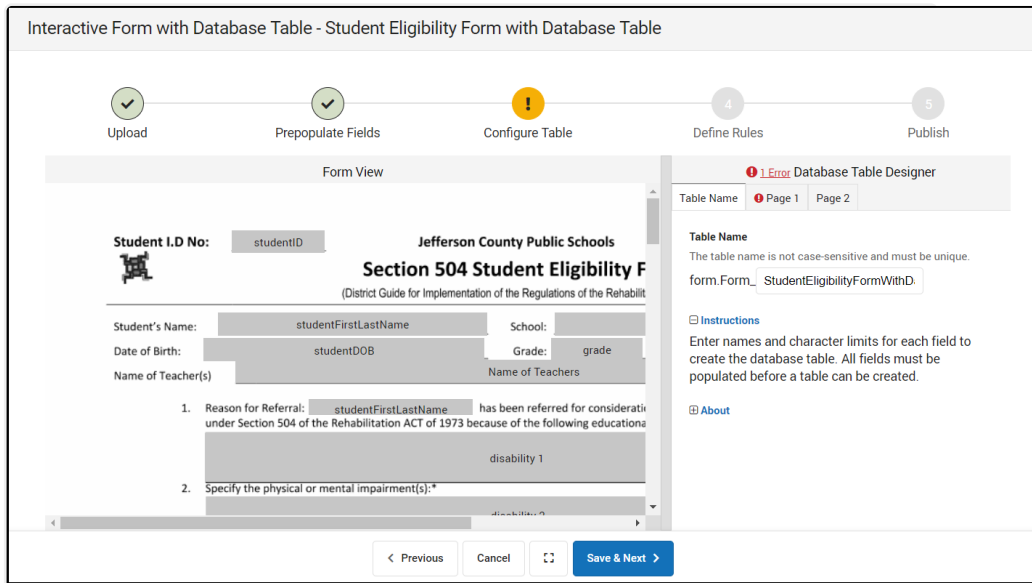 Interactive Form with Database Table - Student Eligibility Form with Database Table
Upload
Prepopulate Fields
Configure Table
4
Define Rules
5
Publish
Form View
1 Error Database Table Designer
Table Name
Page 1
Page 2
Student I.D No:
studentID
Jefferson County Public Schools
Section 504 Student Eligibility F
(District Guide for Implementation of the Regulations of the Rehabilit
Student's Name:
studentFirstLastName
School:
Date of Birth:
studentDOB
Grade:
grade
Name of Teacher(s)
Name of Teachers
1. Reason for Referral: studentFirstLastName has been referred for considerati
under Section 504 of the Rehabilitation ACT of 1973 because of the following educationa
disability 1
2. Specify the physical or mental impairment(s):*
disability 2
Table Name
The table name is not case-sensitive and must be unique.
form.Form_ StudentEligibilityFormWithD
Instructions
Enter names and character limits for each field to
create the database table. All fields must be
populated before a table can be created.
About
Previous
Cancel
Save & Next